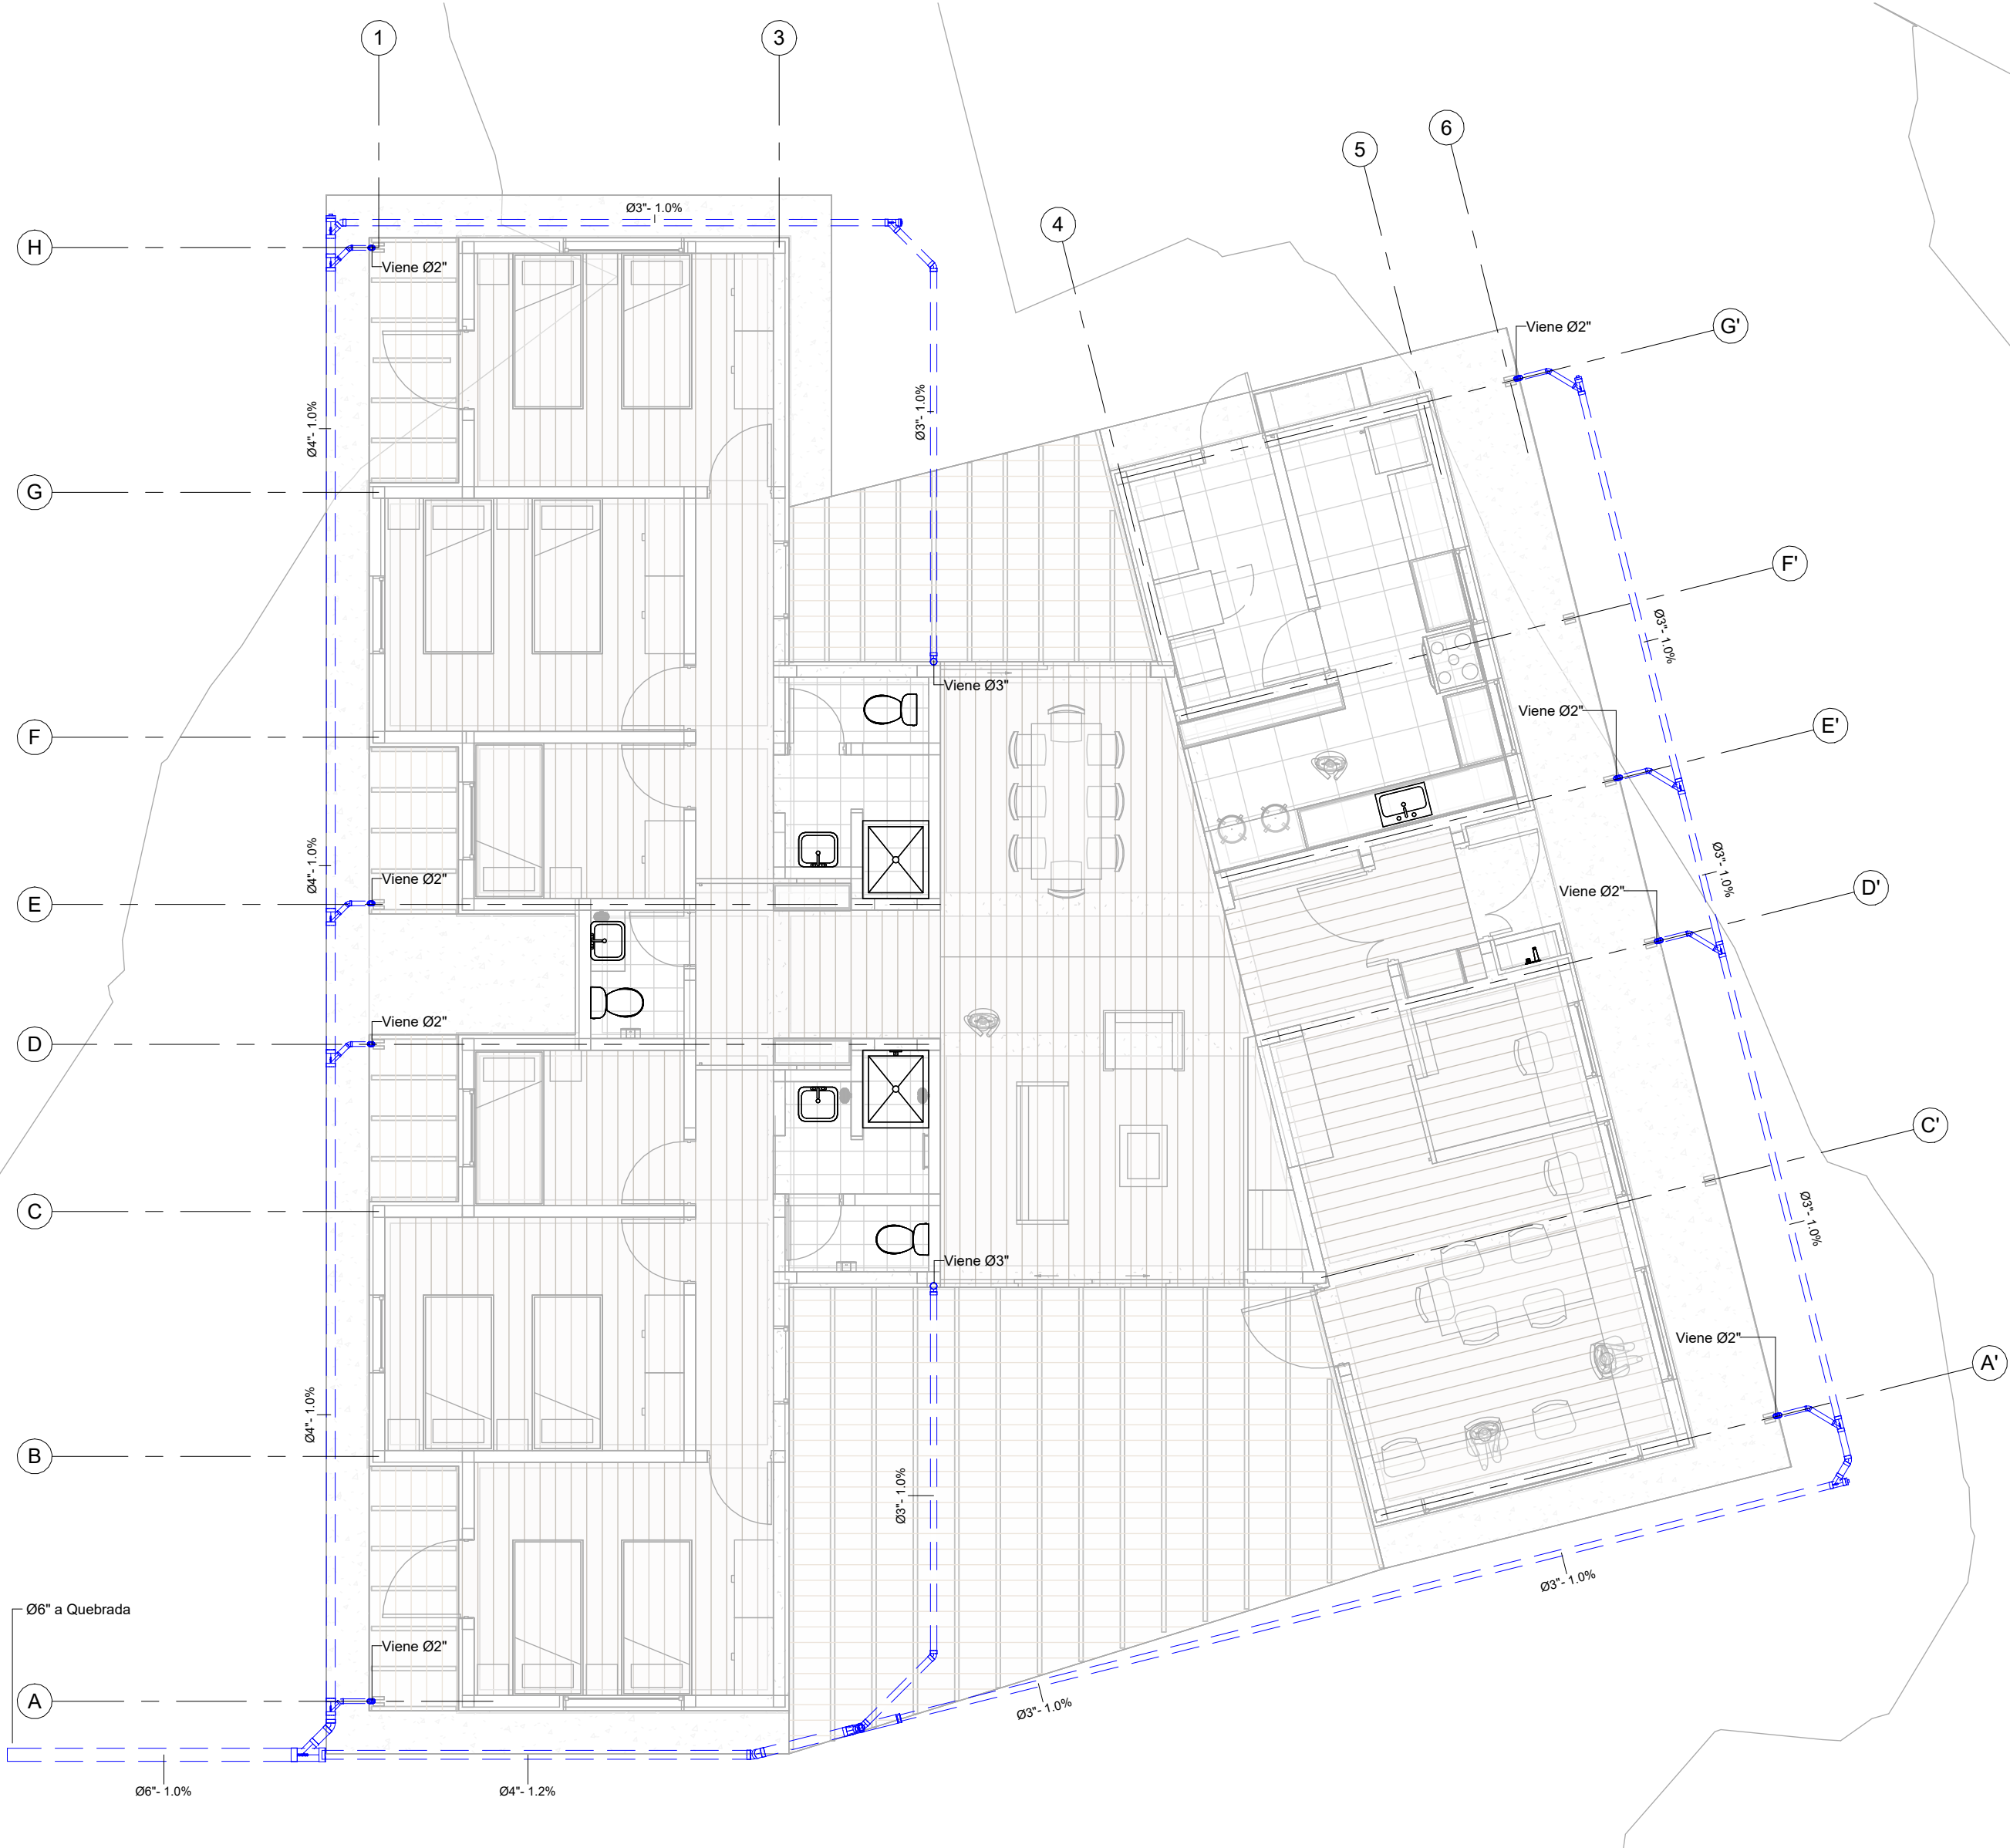 1
3
6
5
Ø3"- 1.0%
4
H
Viene Ø2"
G'
Viene Ø2"
Ø4"- 1.0%
Ø3"- 1.0%
G
F'
Ø3"- 1.0%
Viene Ø3"
Viene Ø2"
E'
F
Ø4"- 1.0%
Ø3"- 1.0%
Viene Ø2"
Viene Ø2"
D'
E
Viene Ø2"
D
C'
C
Ø3"- 1.0%
Viene Ø3"
Viene Ø2"
A'
Ø4"- 1.0%
B
Ø3"- 1.0%
Ø3"- 1.0%
Ø6" a Quebrada
Viene Ø2"
A
Ø3"- 1.0%
Ø6"- 1.0%
Ø4"- 1.2%